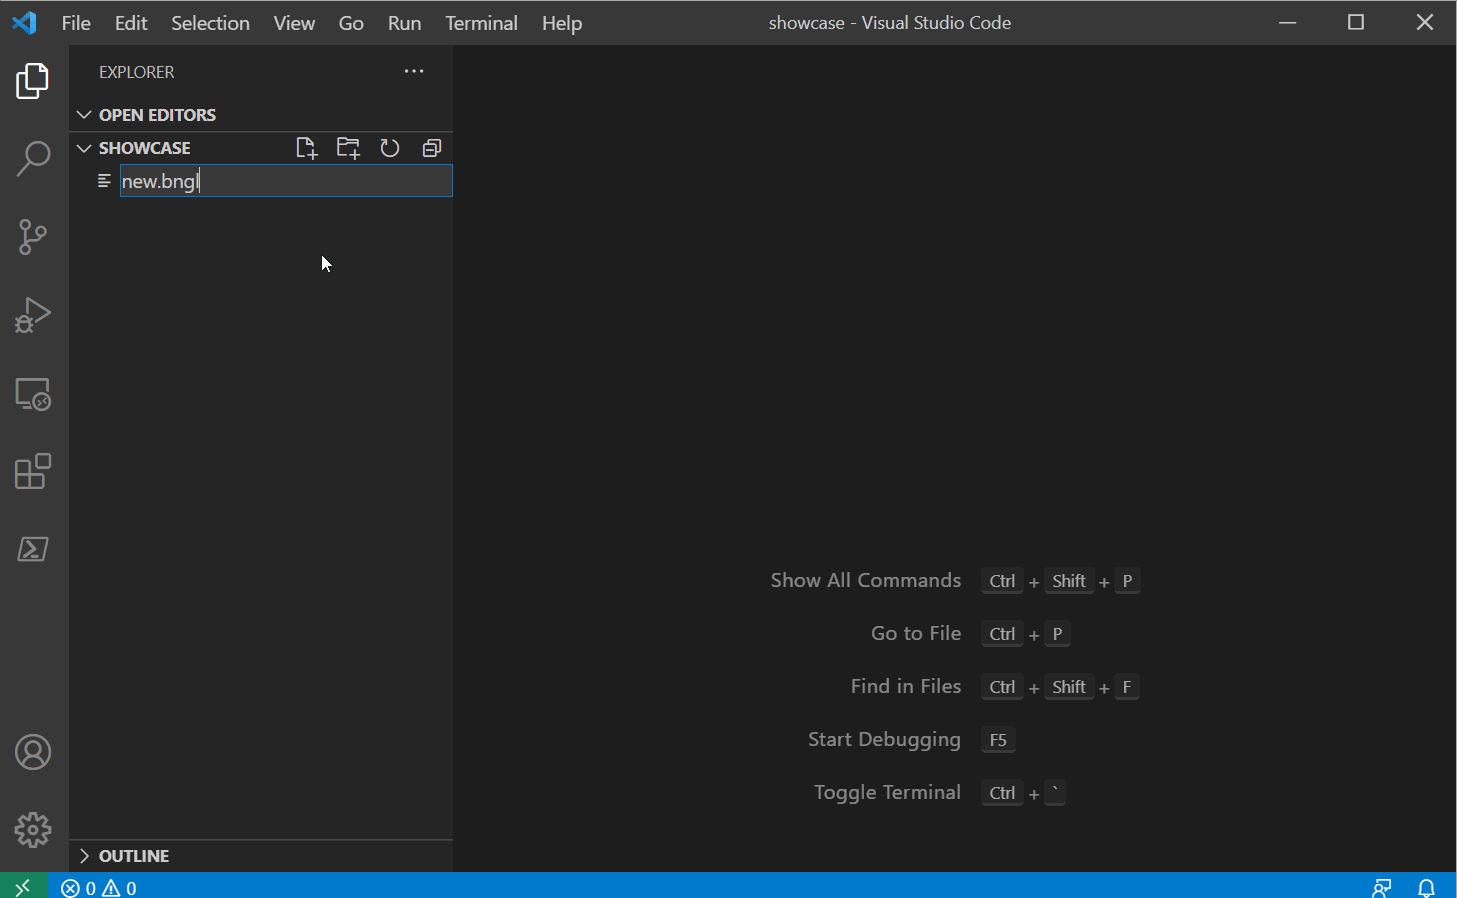 File Edit Selection View Go Run Terminal Help showcase - Visual Studio Code
EXPLORER
OPEN EDITORS
SHOWCASE
new.bngl
Show All Commands Ctrl + Shift + P
Go to File Ctrl + P
Find in Files Ctrl + Shift + F
Start Debugging F5
Toggle Terminal Ctrl + `
OUTLINE
0 0